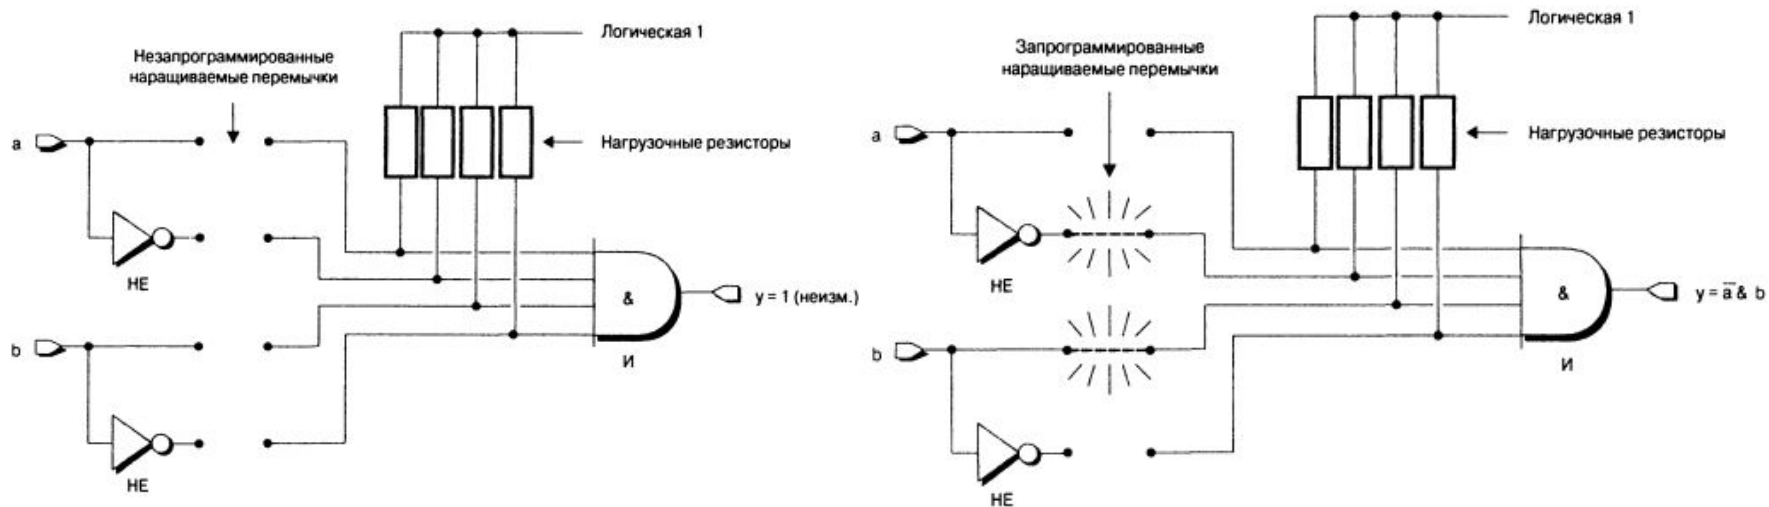 Логическая 1
Незапрограммированные
наращиваемые перемычки
a
Нагрузочные резисторы
НЕ
&
y = 1 (неизм.)
b
И
НЕ
Логическая 1
Запрограммированные
наращиваемые перемычки
a
Нагрузочные резисторы
НЕ
&
y = a̅ & b
b
И
НЕ